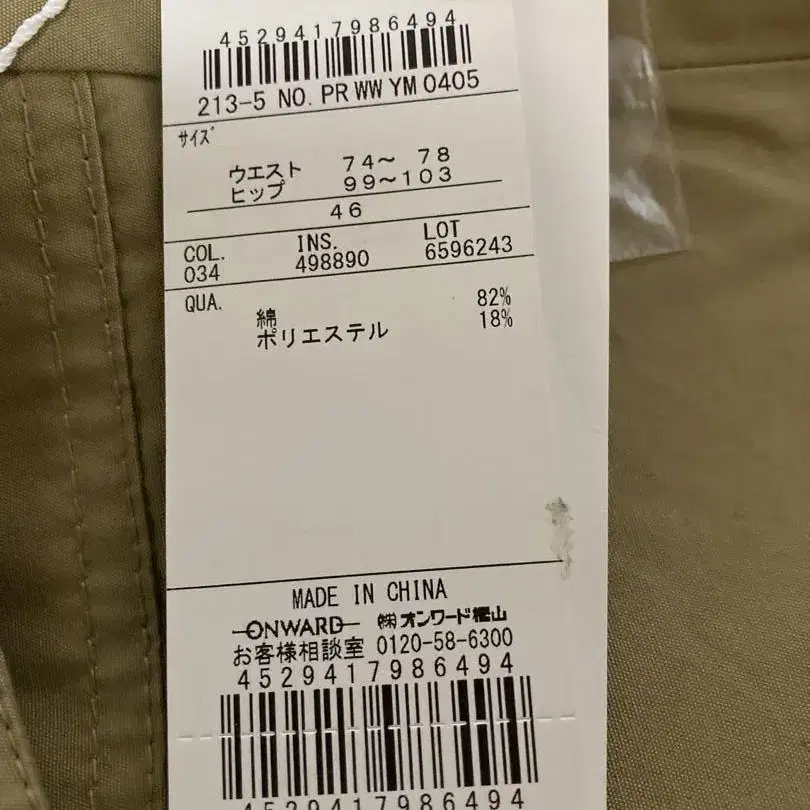 4529417986494
213-5 NO. PR WW YM 0405
サイズ
ウエスト 74～ 78
ヒップ 99～103
46
COL. INS. LOT
034 498890 6596243
QUA.
綿 82%
ポリエステル 18%
MADE IN CHINA
ONWARD ㈱オンワード樫山
お客様相談室 0120-58-6300
4529417986494
4529417986494